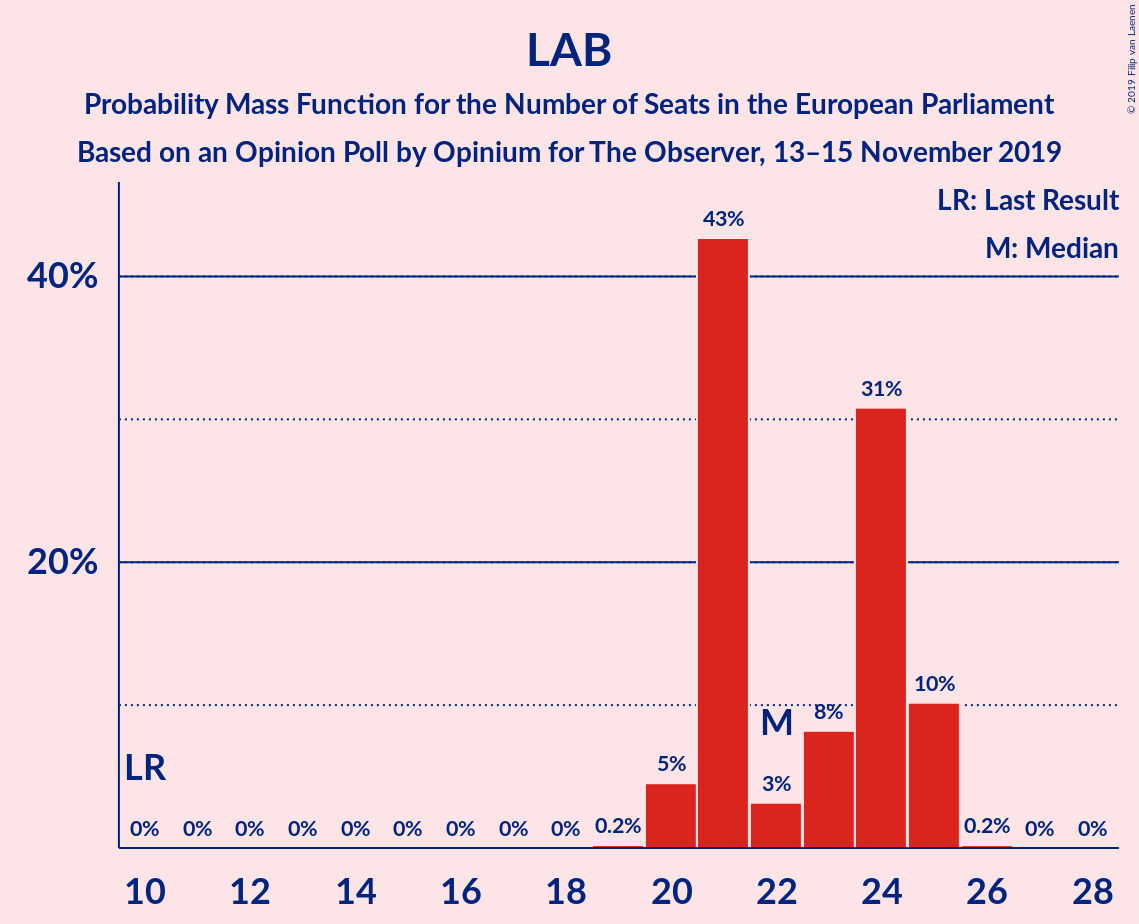 LAB
Probability Mass Function for the Number of Seats in the European Parliament
Based on an Opinion Poll by Opinium for The Observer, 13–15 November 2019
© 2019 Filip van Laenen
LR: Last Result
M: Median
43%
40%
31%
20%
10%
M
8%
LR
5%
3%
0% 0% 0% 0% 0% 0% 0% 0% 0% 0.2% 0.2% 0% 0%
10 12 14 16 18 20 22 24 26 28